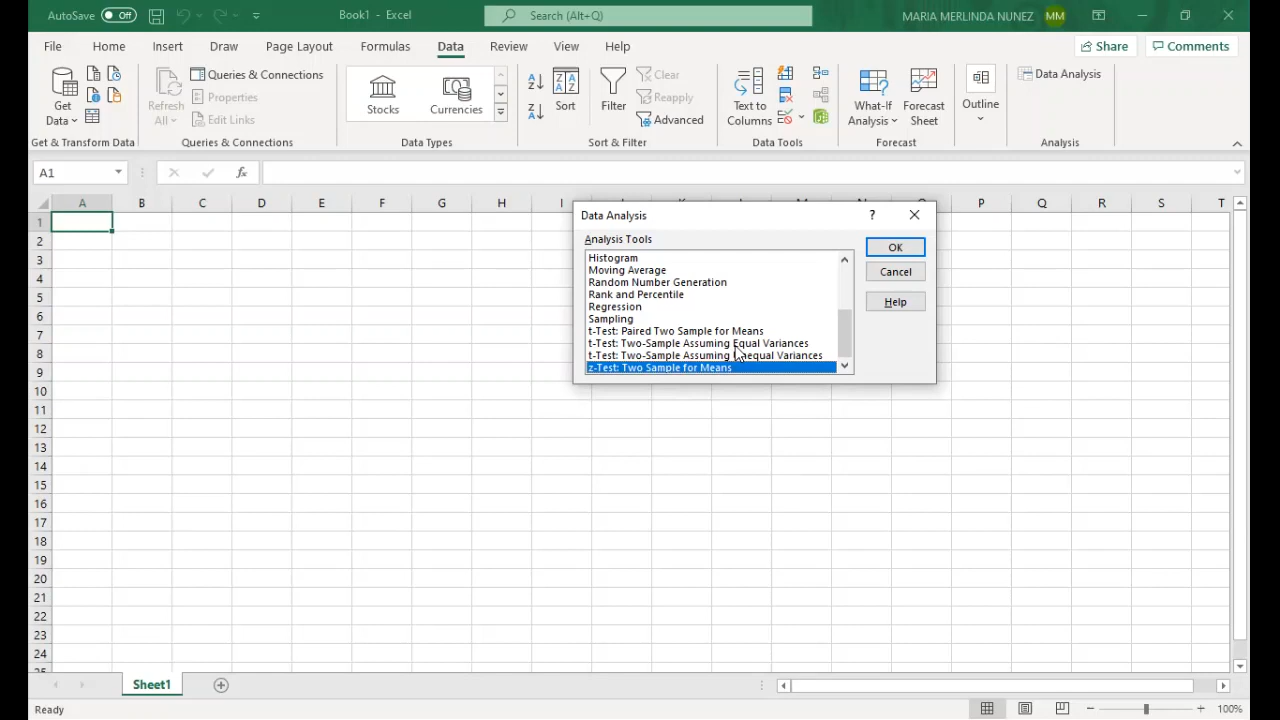 AutoSave Off Book1 - Excel Search (Alt+Q) MARIA MERLINDA NUNEZ MM
File Home Insert Draw Page Layout Formulas Data Review View Help Share Comments
Get Data
Refresh All
Queries & Connections
Properties
Edit Links
Stocks
Currencies
Sort
Filter
Clear
Reapply
Advanced
Text to Columns
What-If Analysis
Forecast Sheet
Outline
Data Analysis
Get & Transform Data Queries & Connections Data Types Sort & Filter Data Tools Forecast Analysis
A1 fx
A B C D E F G H I P Q R S T
Data Analysis ?
Analysis Tools
Histogram
Moving Average
Random Number Generation
Rank and Percentile
Regression
Sampling
t-Test: Paired Two Sample for Means
t-Test: Two-Sample Assuming Equal Variances
t-Test: Two-Sample Assuming Unequal Variances
z-Test: Two Sample for Means
OK
Cancel
Help
1
2
3
4
5
6
7
8
9
10
11
12
13
14
15
16
17
18
19
20
21
22
23
24
Sheet1
Ready 100%